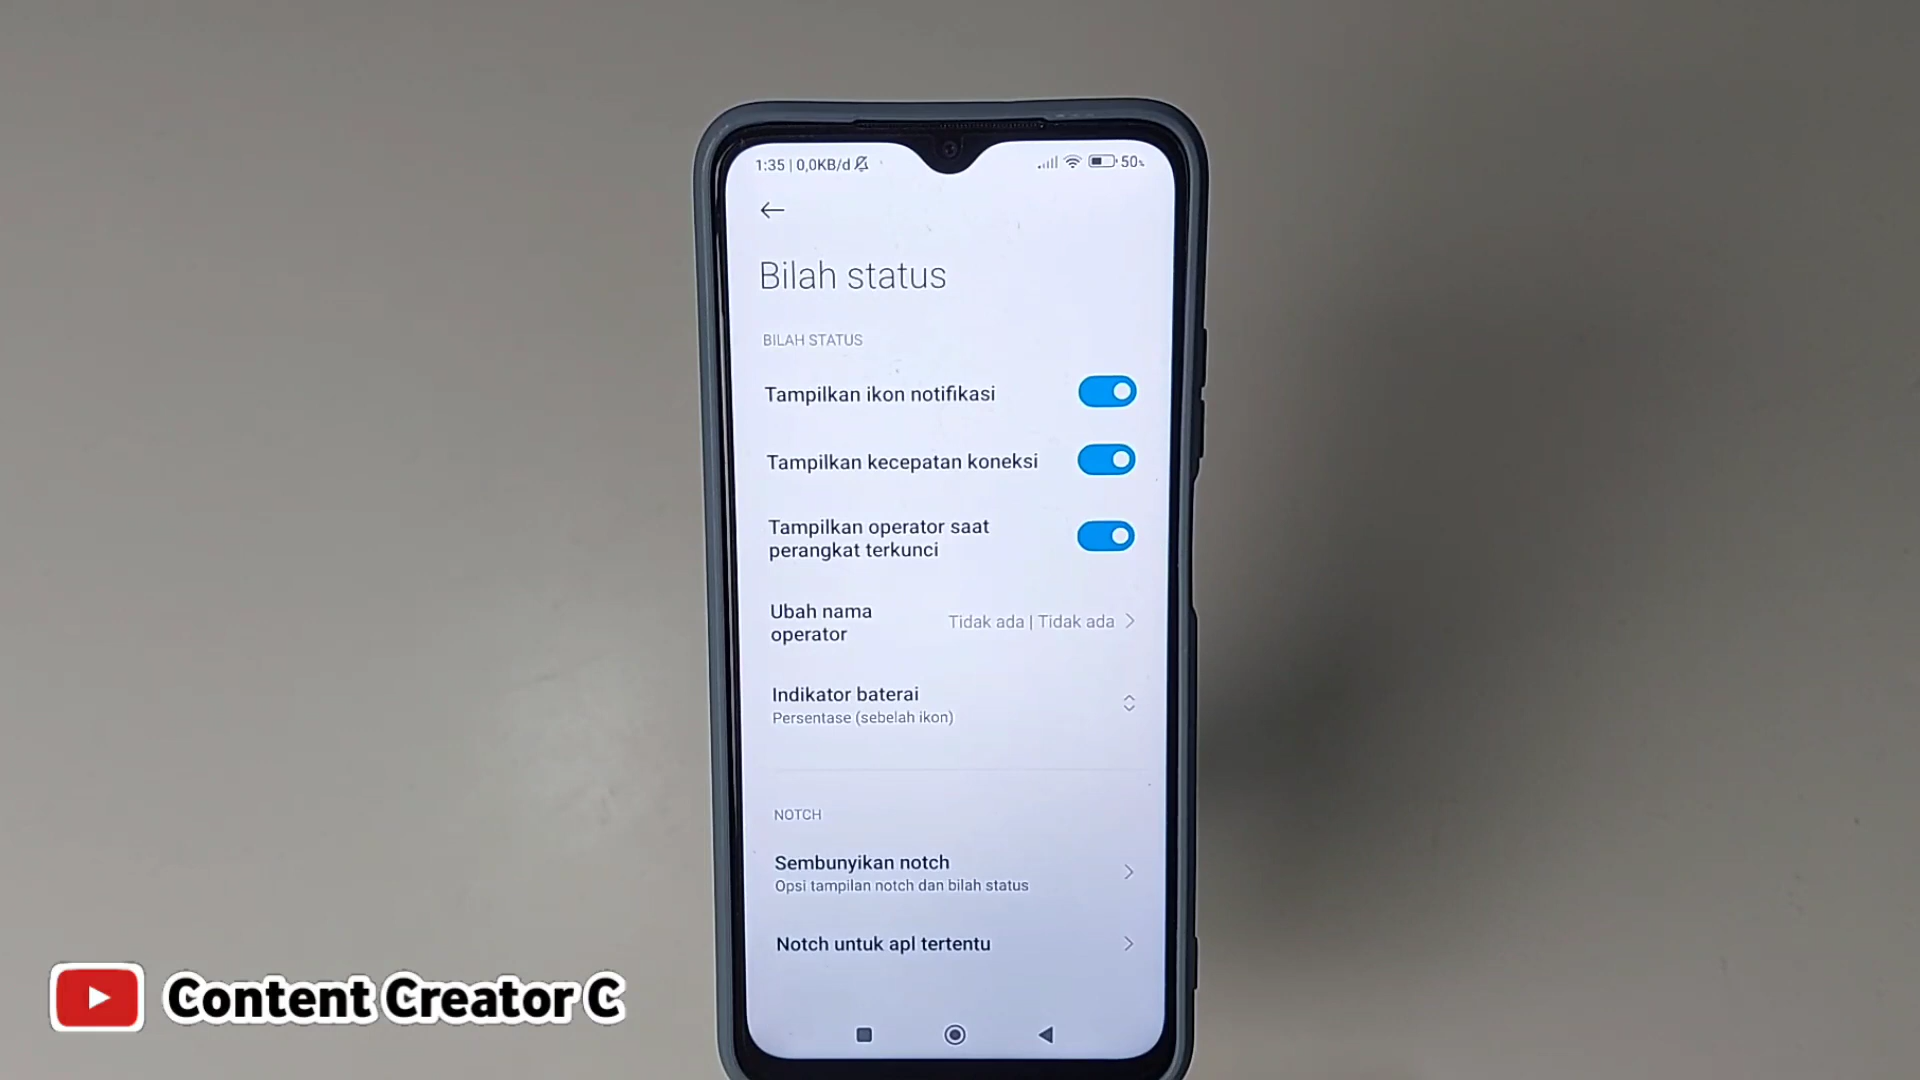 1:35 | 0,0KB/d
50%
Bilah status
BILAH STATUS
Tampilkan ikon notifikasi
Tampilkan kecepatan koneksi
Tampilkan operator saat
perangkat terkunci
Ubah nama
operator
Tidak ada | Tidak ada
Indikator baterai
Persentase (sebelah ikon)
NOTCH
Sembunyikan notch
Opsi tampilan notch dan bilah status
Notch untuk apl tertentu
Content Creator C